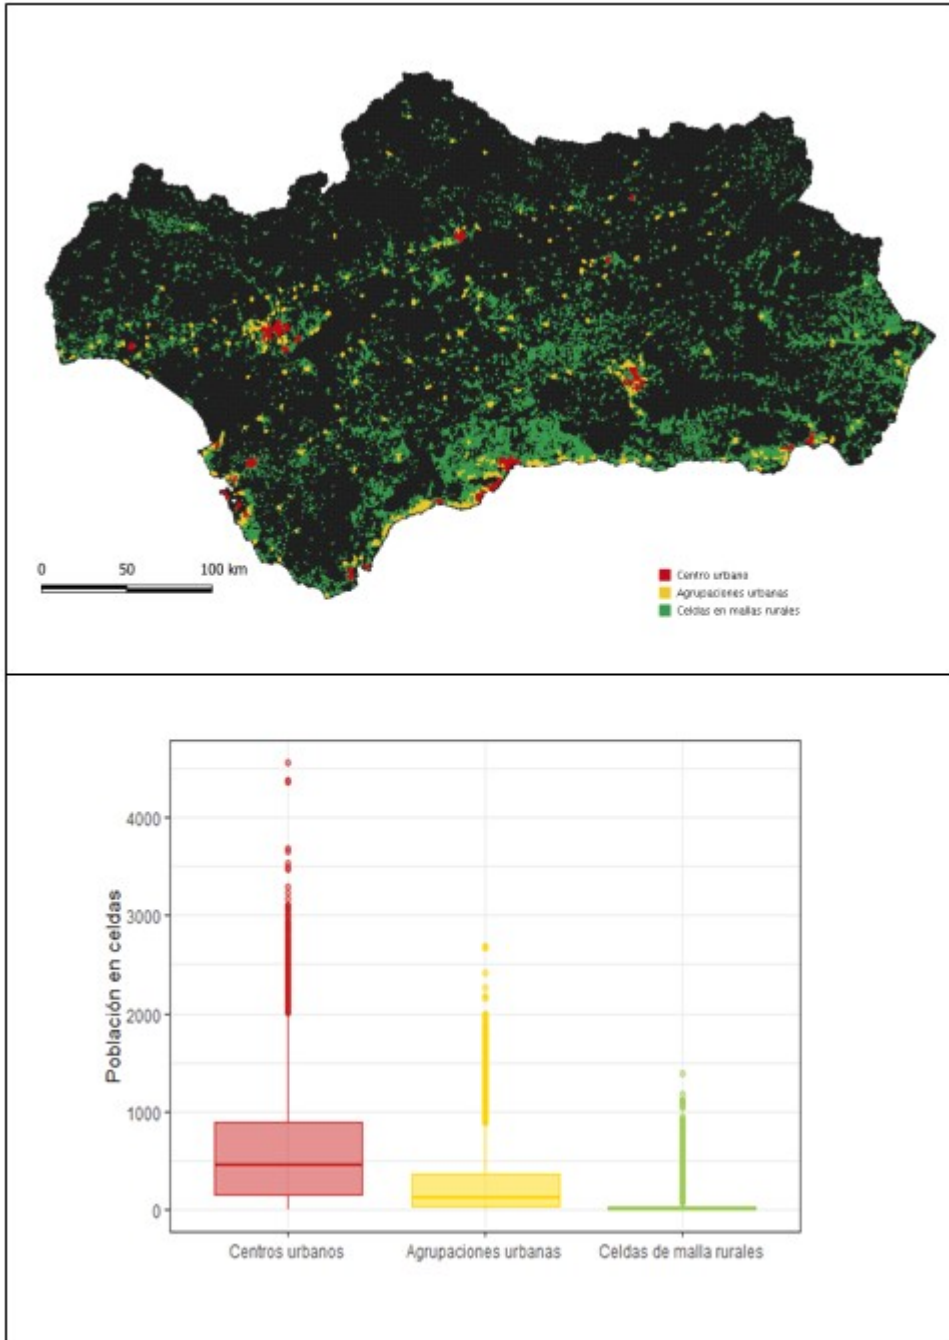 0 50 100 km
Centro urbano
Agrupaciones urbanas
Celdas en mallas rurales
Población en celdas
4000
3000
2000
1000
0
Centros urbanos Agrupaciones urbanas Celdas de malla rurales